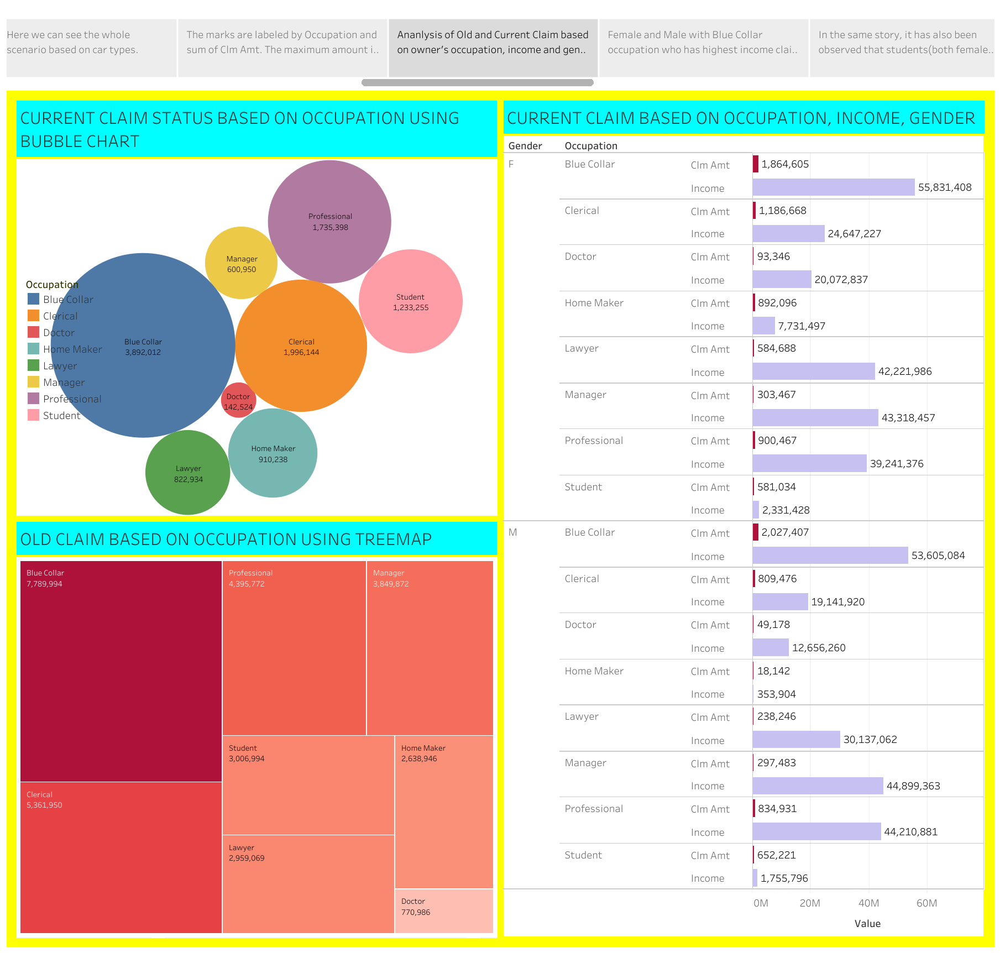 Here we can see the whole
scenario based on car types.
The marks are labeled by Occupation and
sum of Clm Amt. The maximum amount i..
Ananlysis of Old and Current Claim based
on owner's occupation, income and gen..
Female and Male with Blue Collar
occupation who has highest income clai..
In the same story, it has also been
observed that students(both female..
CURRENT CLAIM STATUS BASED ON OCCUPATION USING
BUBBLE CHART
Professional
1,735,398
Manager
600,950
Student
1,233,255
Blue Collar
3,892,012
Clerical
1,996,144
Doctor
142,524
Home Maker
910,238
Lawyer
822,934
Occupation
Blue Collar
Clerical
Doctor
Home Maker
Lawyer
Manager
Professional
Student
OLD CLAIM BASED ON OCCUPATION USING TREEMAP
Blue Collar
7,789,994
Professional
4,395,772
Manager
3,849,872
Student
3,006,994
Home Maker
2,638,946
Clerical
5,361,950
Lawyer
2,959,069
Doctor
770,986
CURRENT CLAIM BASED ON OCCUPATION, INCOME, GENDER
Gender Occupation
F Blue Collar Clm Amt 1,864,605
Income 55,831,408
Clerical Clm Amt 1,186,668
Income 24,647,227
Doctor Clm Amt 93,346
Income 20,072,837
Home Maker Clm Amt 892,096
Income 7,731,497
Lawyer Clm Amt 584,688
Income 42,221,986
Manager Clm Amt 303,467
Income 43,318,457
Professional Clm Amt 900,467
Income 39,241,376
Student Clm Amt 581,034
Income 2,331,428
M Blue Collar Clm Amt 2,027,407
Income 53,605,084
Clerical Clm Amt 809,476
Income 19,141,920
Doctor Clm Amt 49,178
Income 12,656,260
Home Maker Clm Amt 18,142
Income 353,904
Lawyer Clm Amt 238,246
Income 30,137,062
Manager Clm Amt 297,483
Income 44,899,363
Professional Clm Amt 834,931
Income 44,210,881
Student Clm Amt 652,221
Income 1,755,796
0M 20M 40M 60M
Value